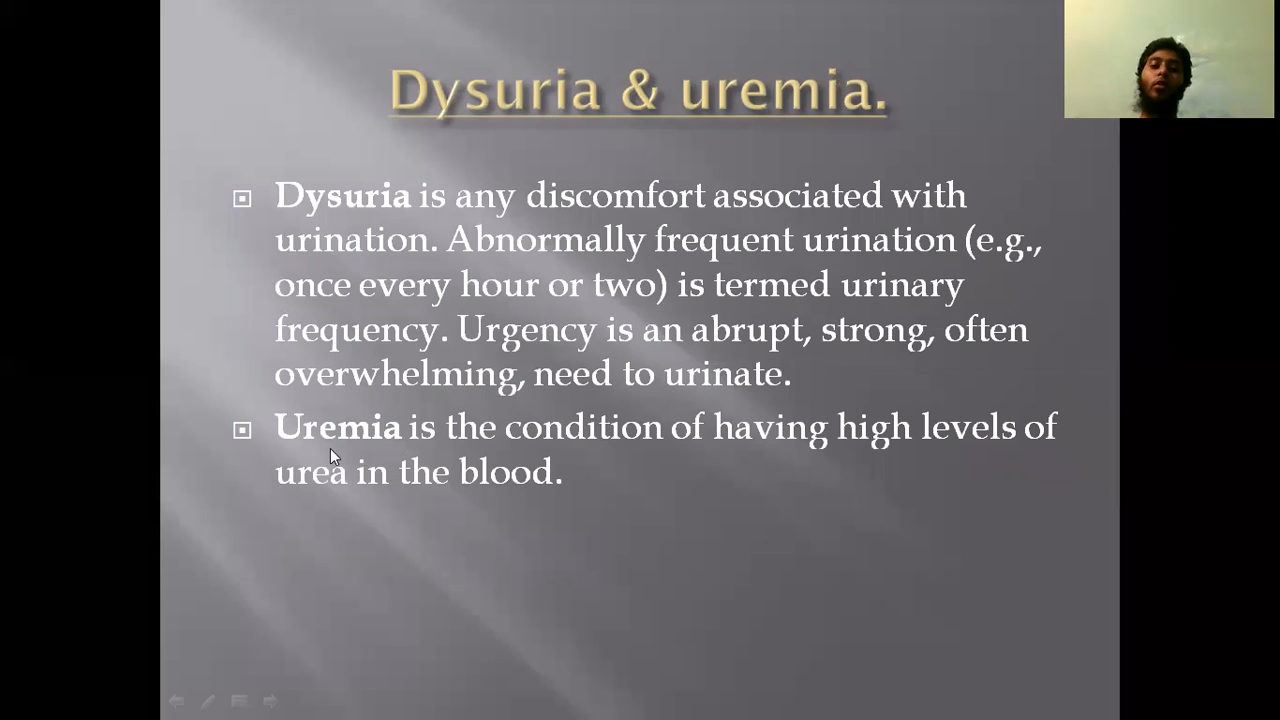 Dysuria & uremia.
Dysuria is any discomfort associated with
urination. Abnormally frequent urination (e.g.,
once every hour or two) is termed urinary
frequency. Urgency is an abrupt, strong, often
overwhelming, need to urinate.
Uremia is the condition of having high levels of
urea in the blood.